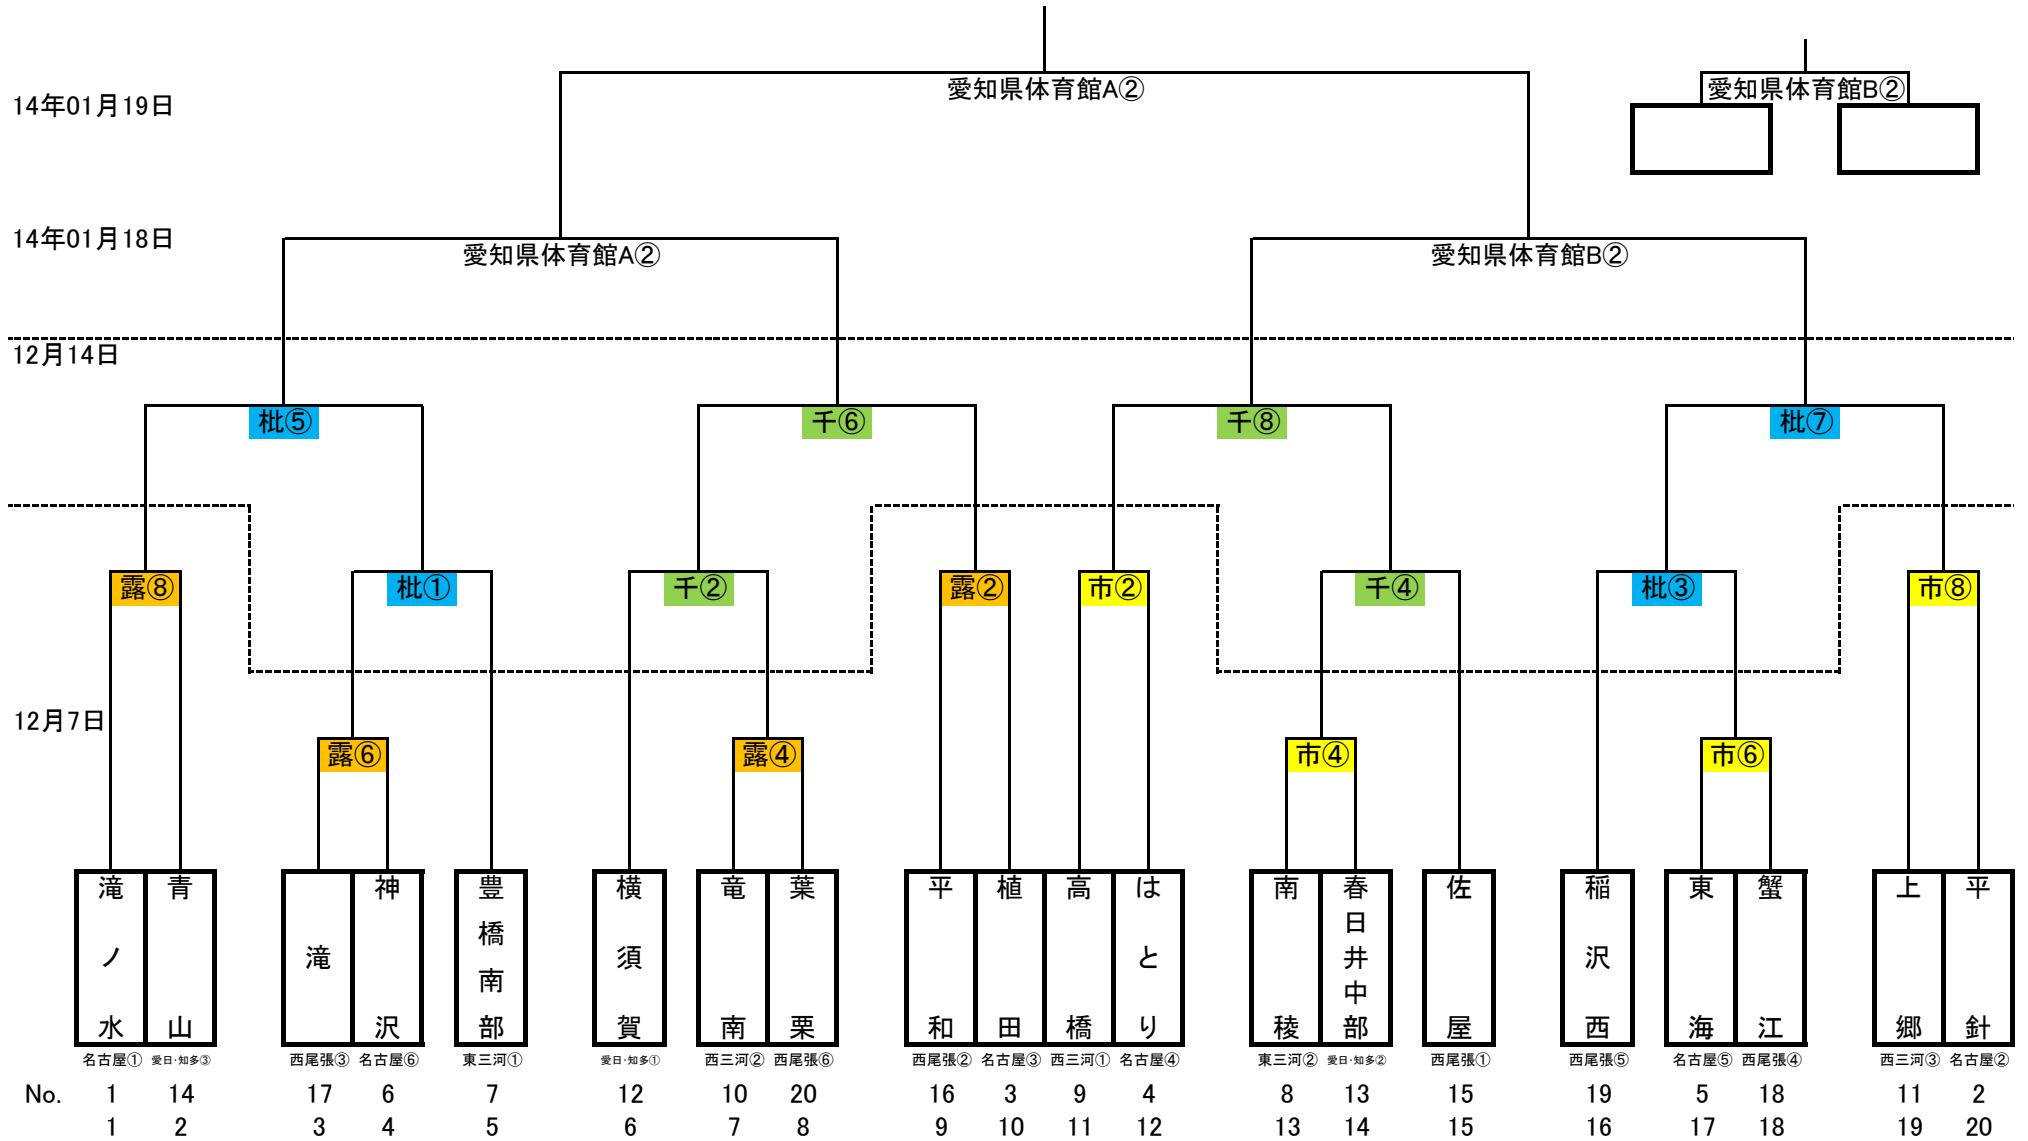 愛知県体育館A②
愛知県体育館B②
14年01月19日
14年01月18日
愛知県体育館A②
愛知県体育館B②
12月14日
枇⑤ 千⑥ 千⑧ 枇⑦
露⑧ 枇① 千② 露② 市② 千④ 枇③ 市⑧
12月7日
露⑥ 露④ 市④ 市⑥
滝ノ水
青山
滝
神沢
豊橋南部
横須賀
竜南
葉栗
平和
植田
高橋
はとり
南稜
春日井中部
佐屋
稲沢西
東海
蟹江
上郷
平針
名古屋① 愛日・知多③ 西尾張③ 名古屋⑥ 東三河① 愛日・知多① 西三河② 西尾張⑥ 西尾張② 名古屋③ 西三河① 名古屋④ 東三河② 愛日・知多② 西尾張① 西尾張⑤ 名古屋⑤ 西尾張④ 西三河③ 名古屋②
No. 1 14 17 6 7 12 10 20 16 3 9 4 8 13 15 19 5 18 11 2
1 2 3 4 5 6 7 8 9 10 11 12 13 14 15 16 17 18 19 20